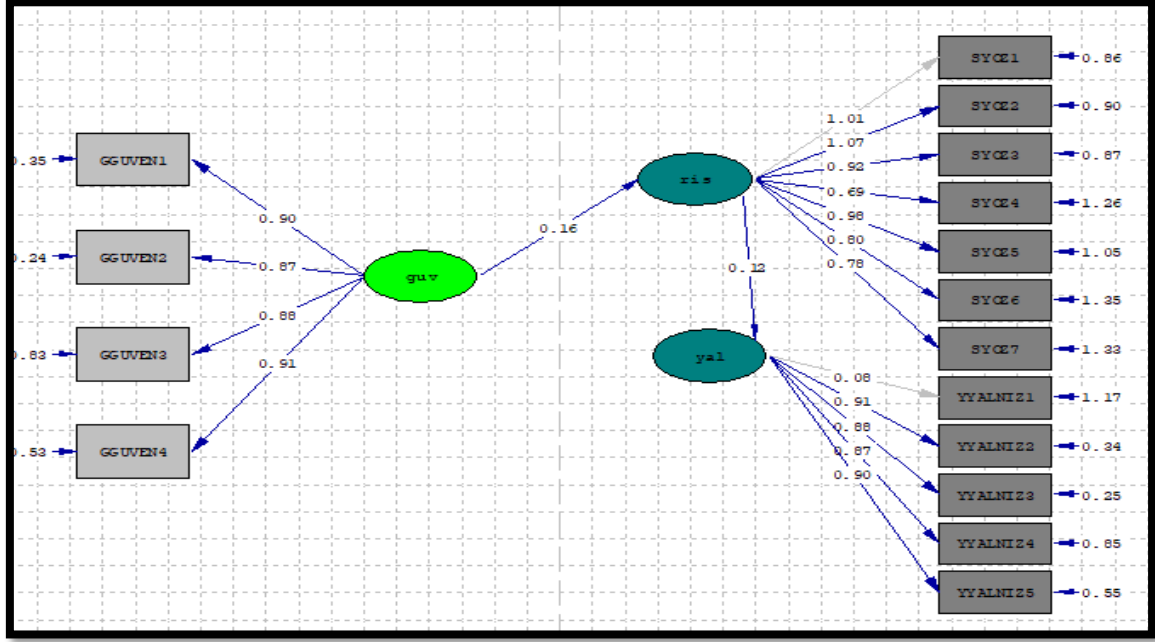 SYOZ1 0.86
SYOZ2 0.90
1.01
1.07
SYOZ3 0.87
0.92
0.69
SYOZ4 1.26
0.98
0.80
SYOZ5 1.05
0.78
SYOZ6 1.35
SYOZ7 1.33
ris
0.16
0.12
yal
0.35 GGUVEN1
0.90
0.24 GGUVEN2
0.87
guv
0.88
0.83 GGUVEN3
0.91
0.53 GGUVEN4
0.08
YYALNIZ1 1.17
0.91
0.88
YYALNIZ2 0.34
0.87
0.90
YYALNIZ3 0.25
YYALNIZ4 0.85
YYALNIZ5 0.55